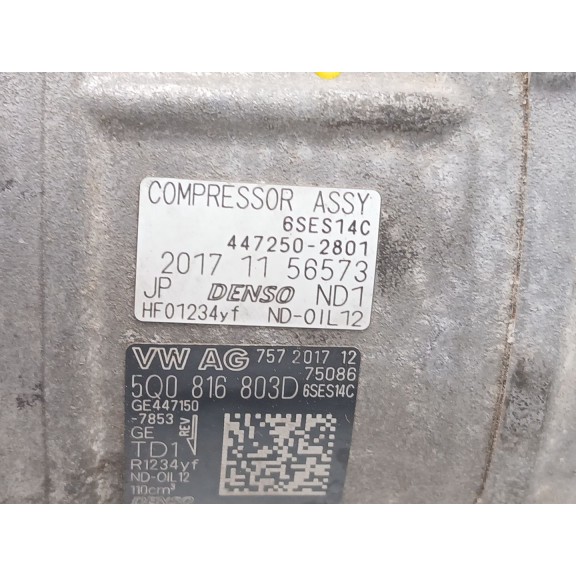 COMPRESSOR ASSY
6SES14C
447250-2801
2017 11 56573
JP DENSO ND1
HF01234yf ND-OIL12
VW AG 757 2017 12
75086
5Q0 816 803D 6SES14C
GE447150
-7853
GE REV
TD1
R1234yf
ND-OIL12
110cm³